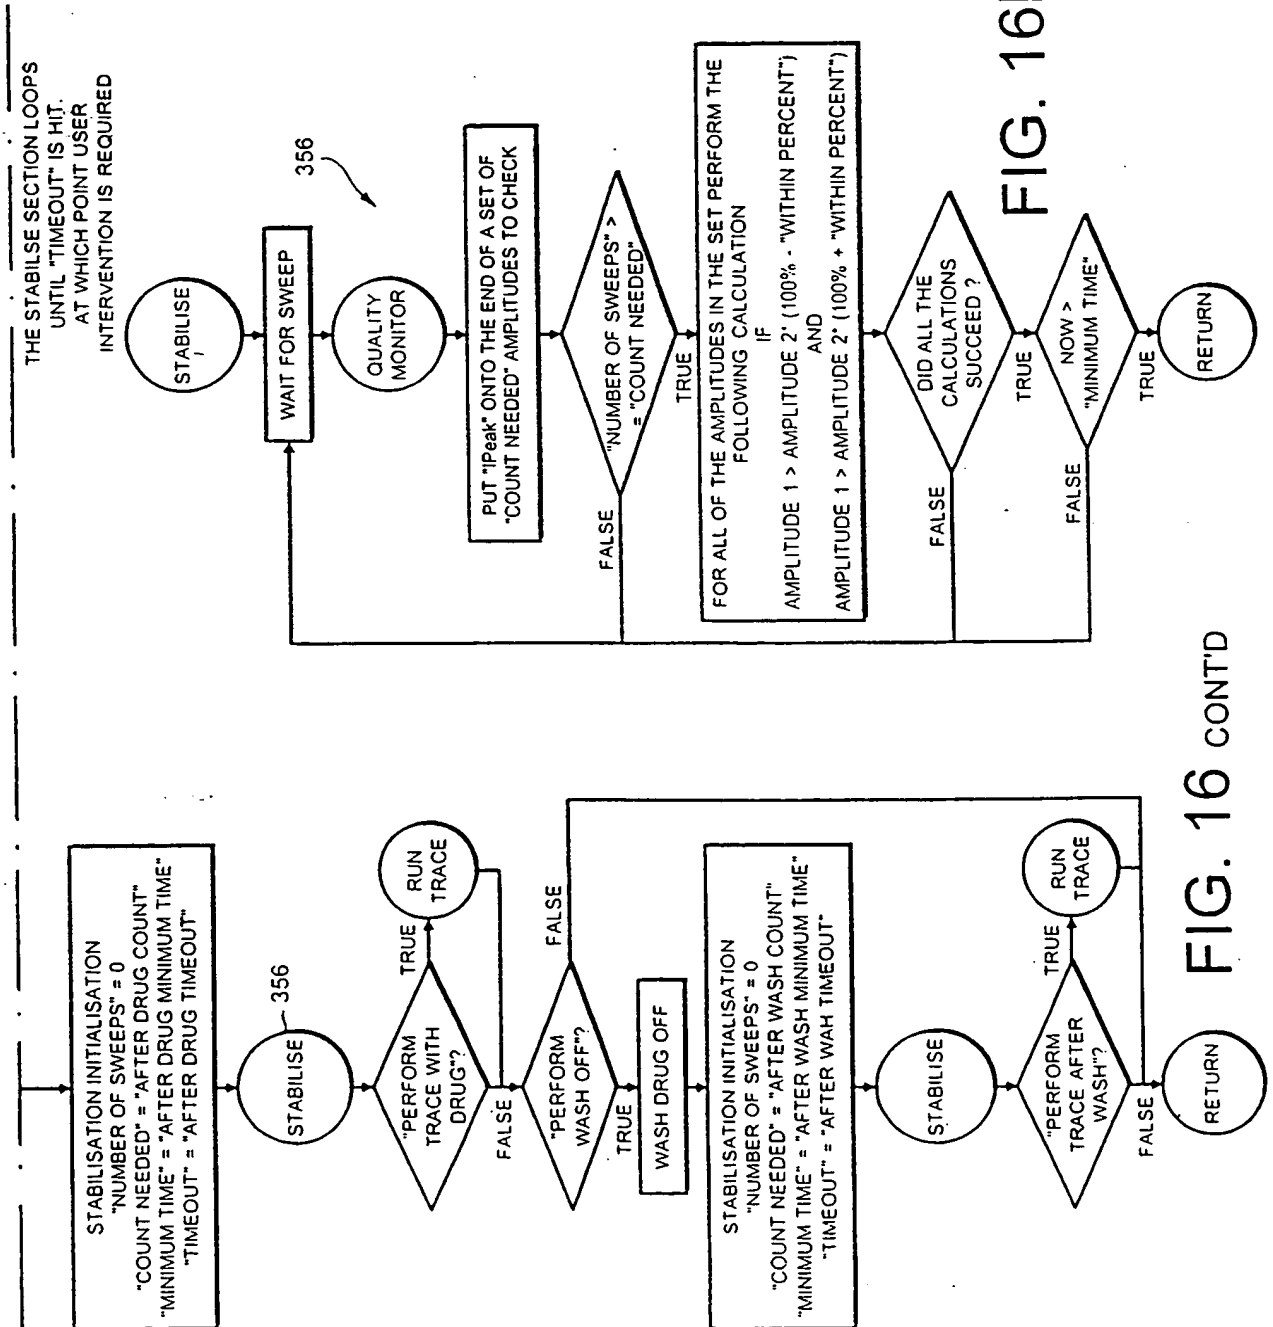 STABILISATION INITIALISATION
"NUMBER OF SWEEPS" = 0
"COUNT NEEDED" = "AFTER DRUG COUNT"
"MINIMUM TIME" = "AFTER DRUG MINIMUM TIME"
"TIMEOUT" = "AFTER DRUG TIMEOUT"
STABILISE
356
"PERFORM
TRACE WITH
DRUG"?
TRUE
RUN
TRACE
FALSE
"PERFORM
WASH OFF"?
FALSE
TRUE
WASH DRUG OFF
STABILISATION INITIALISATION
"NUMBER OF SWEEPS" = 0
"COUNT NEEDED" = "AFTER WASH COUNT"
"MINIMUM TIME" = "AFTER WASH MINIMUM TIME"
"TIMEOUT" = "AFTER WAH TIMEOUT"
STABILISE
"PERFORM
TRACE AFTER
WASH"?
TRUE
RUN
TRACE
FALSE
RETURN
FIG. 16 CONT'D
THE STABILSE SECTION LOOPS
UNTIL "TIMEOUT" IS HIT.
AT WHICH POINT USER
INTERVENTION IS REQUIRED
STABILISE
WAIT FOR SWEEP
356
QUALITY
MONITOR
PUT "IPeak" ONTO THE END OF A SET OF
"COUNT NEEDED" AMPLITUDES TO CHECK
"NUMBER OF SWEEPS" >
= "COUNT NEEDED"
FALSE
TRUE
FOR ALL OF THE AMPLITUDES IN THE SET PERFORM THE
FOLLOWING CALCULATION
IF
AMPLITUDE 1 > AMPLITUDE 2* (100% - "WITHIN PERCENT")
AND
AMPLITUDE 1 > AMPLITUDE 2* (100% + "WITHIN PERCENT")
DID ALL THE
CALCULATIONS
SUCCEED ?
FALSE
TRUE
NOW >
"MINIMUM TIME"
FALSE
TRUE
RETURN
FIG. 16